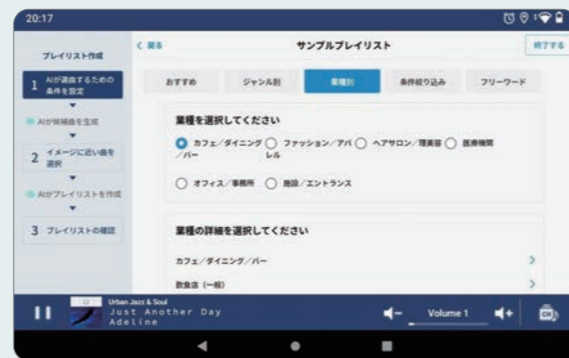 20:17
プレイリスト作成
< 戻る
サンプルプレイリスト
終了する
1 AIが選曲するための
条件を設定
AIが候補曲を生成
2 イメージに近い曲を
選択
AIがプレイリストを作成
3 プレイリストの確認
おすすめ
ジャンル別
業種別
条件絞り込み
フリーワード
業種を選択してください
カフェ/ダイニング
/バー
ファッション/アパ
レル
ヘアサロン/理美容
医療機関
オフィス/事務所
施設/エントランス
業種の詳細を選択してください
カフェ/ダイニング/バー
飲食店（一般）
Urban Jazz & Soul
Just Another Day
Adeline
Volume 1